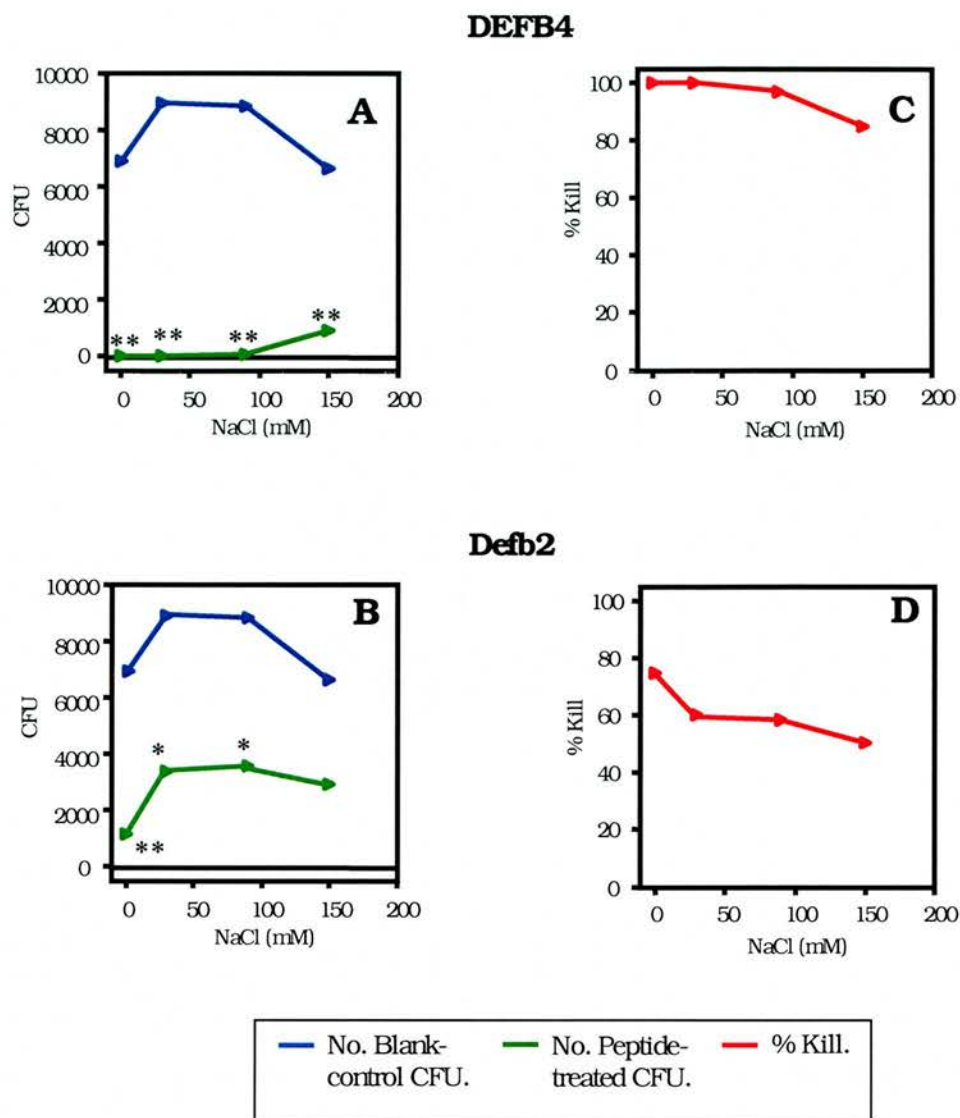 DEFB4
10000
8000
6000
4000
2000
0
CFU
A
**
**
**
**
0 50 100 150 200
NaCl (mM)
100
80
60
40
20
0
% Kill
C
0 50 100 150 200
NaCl (mM)
Defb2
10000
8000
6000
4000
2000
0
CFU
B
*
*
**
0 50 100 150 200
NaCl (mM)
100
80
60
40
20
0
% Kill
D
0 50 100 150 200
NaCl (mM)
No. Blank-
control CFU.
No. Peptide-
treated CFU.
% Kill.